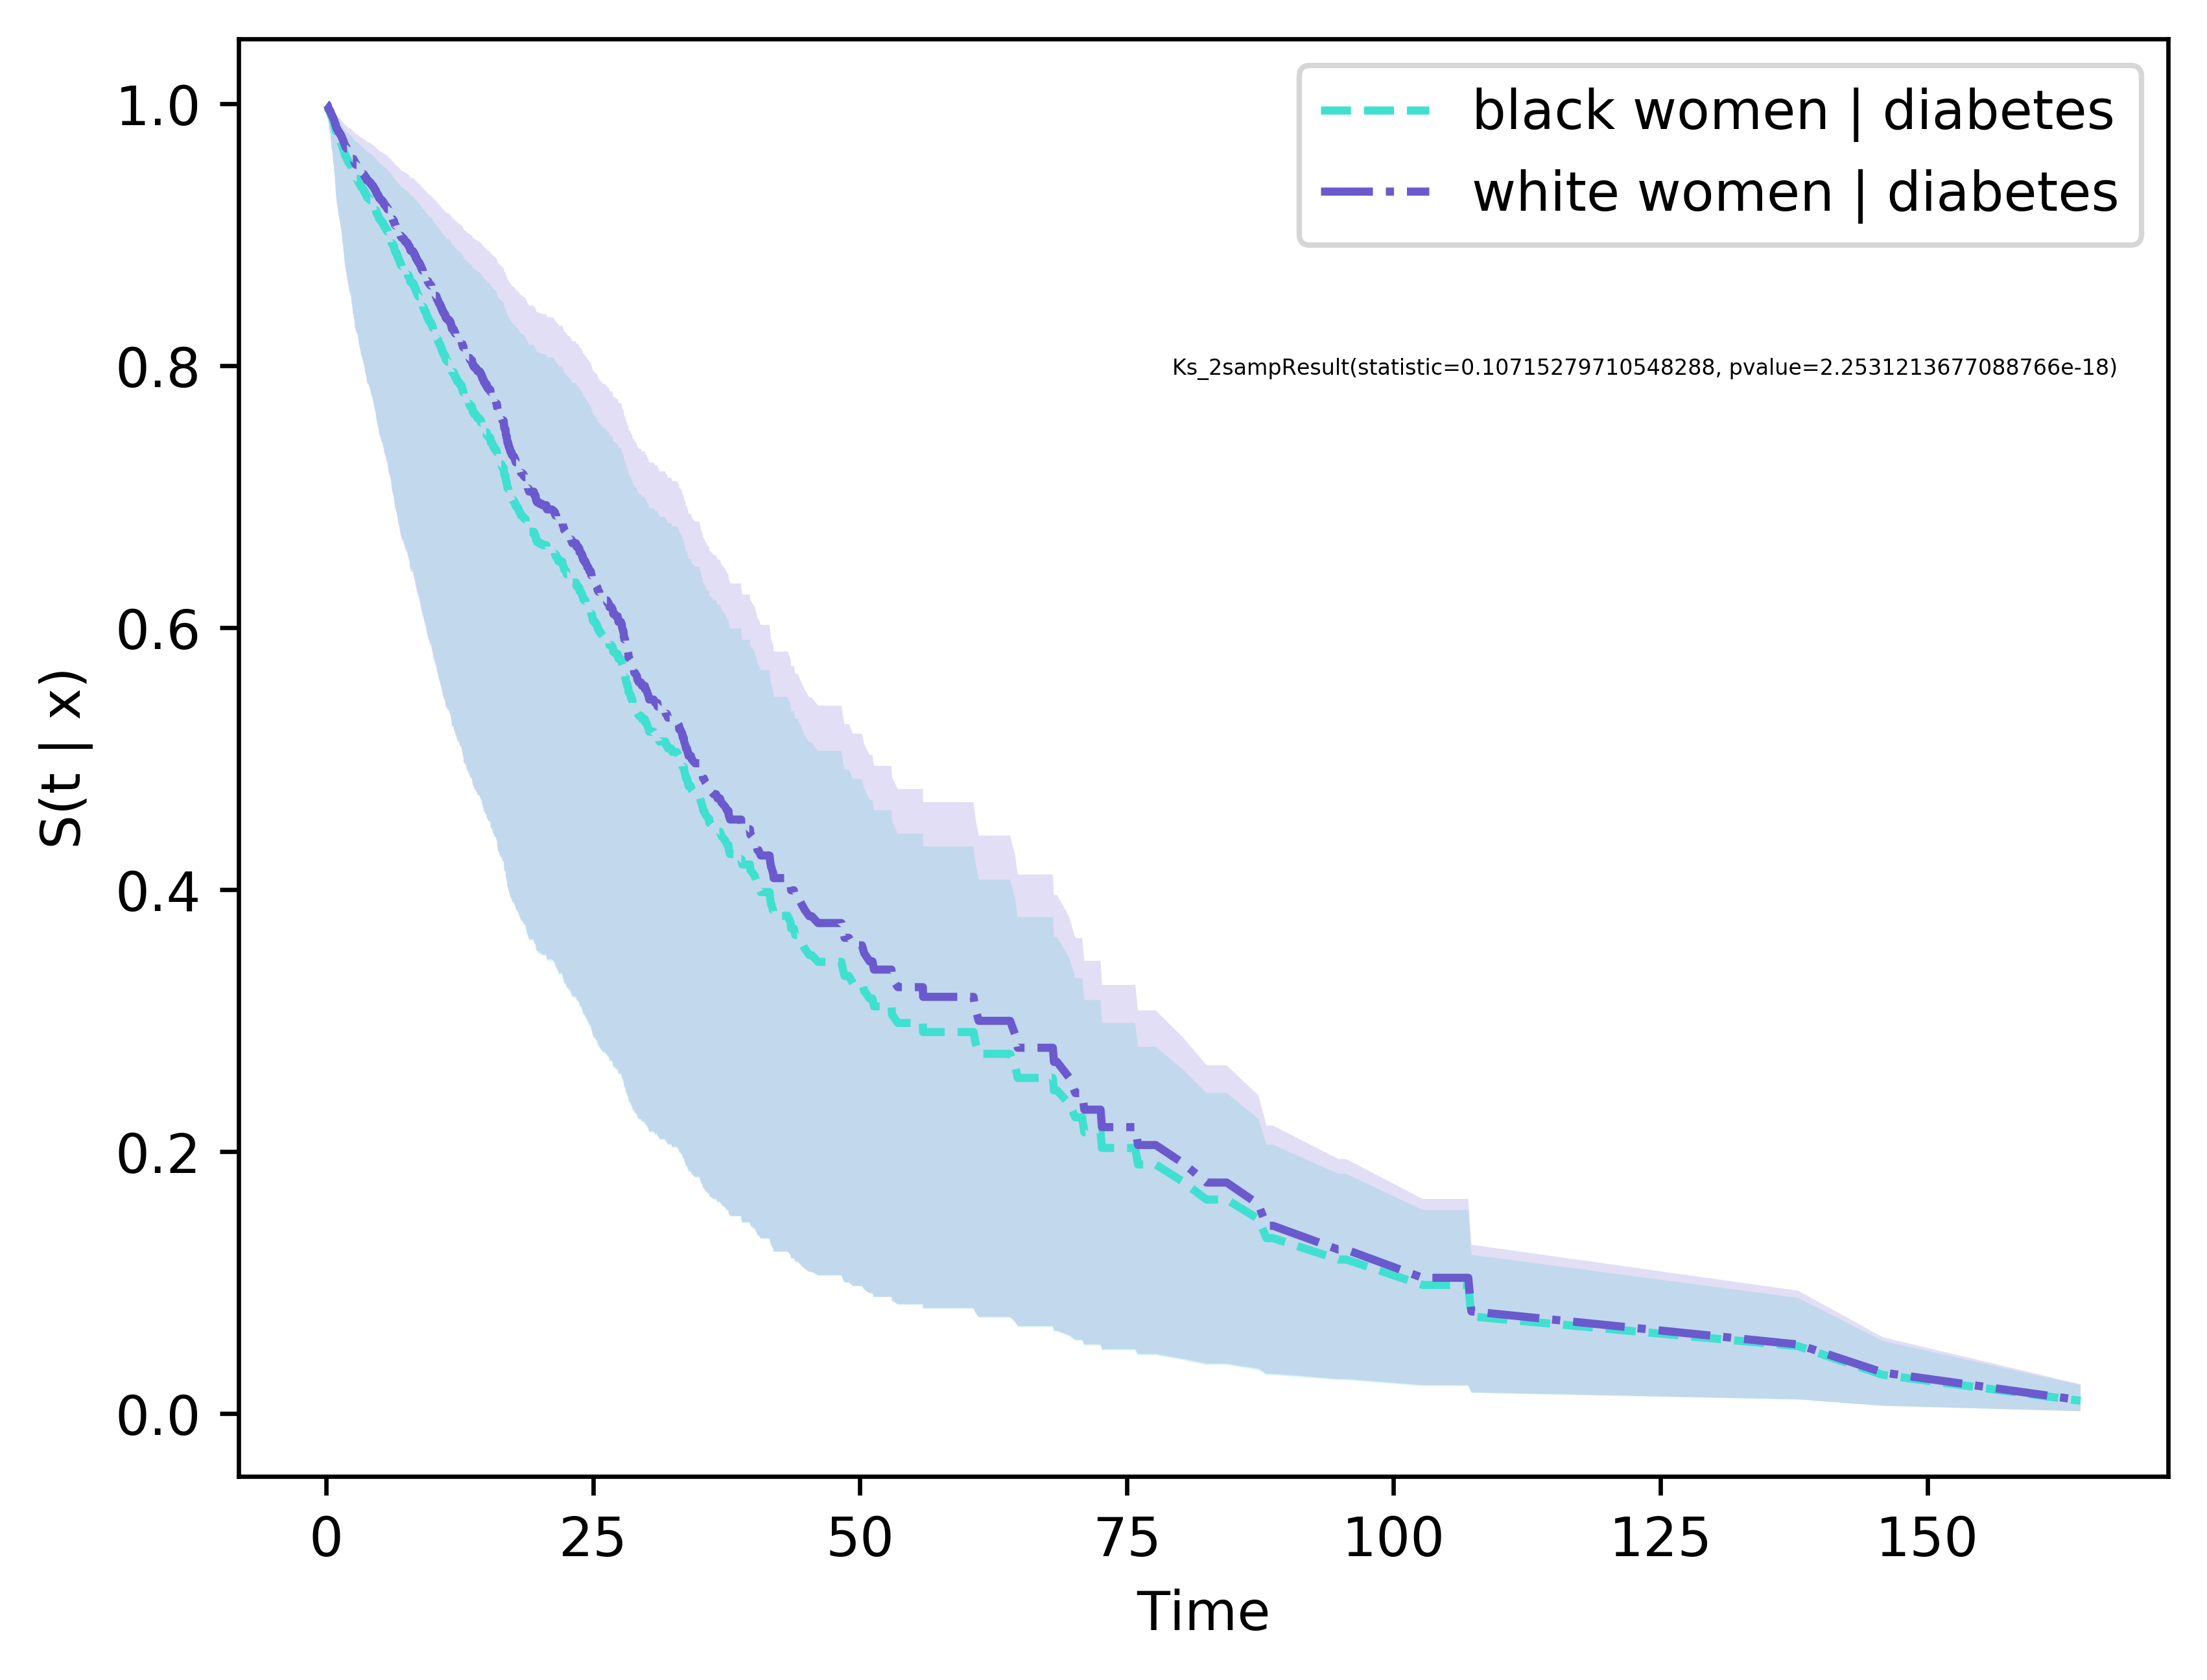 black women | diabetes
white women | diabetes
Ks_2sampResult(statistic=0.10715279710548288, pvalue=2.2531213677088766e-18)
S(t | x)
1.0
0.8
0.6
0.4
0.2
0.0
0 25 50 75 100 125 150
Time